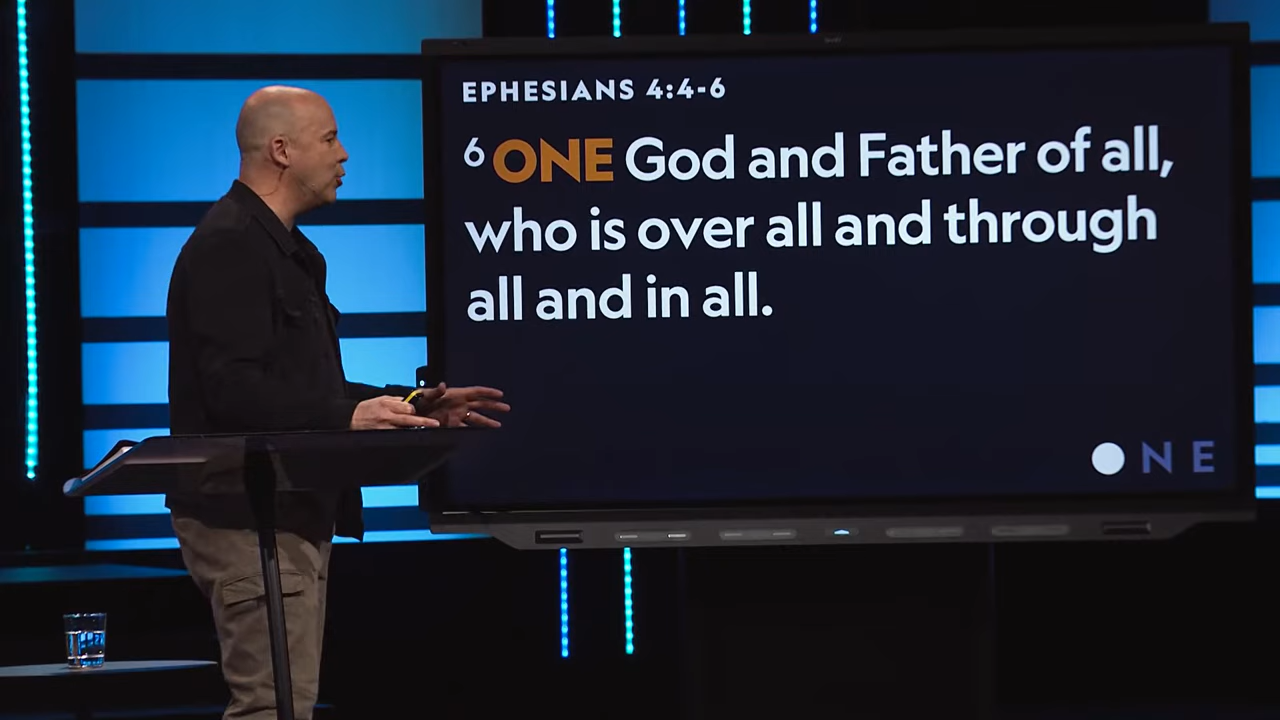 EPHESIANS 4:4-6
6 ONE God and Father of all,
who is over all and through
all and in all.
● N E